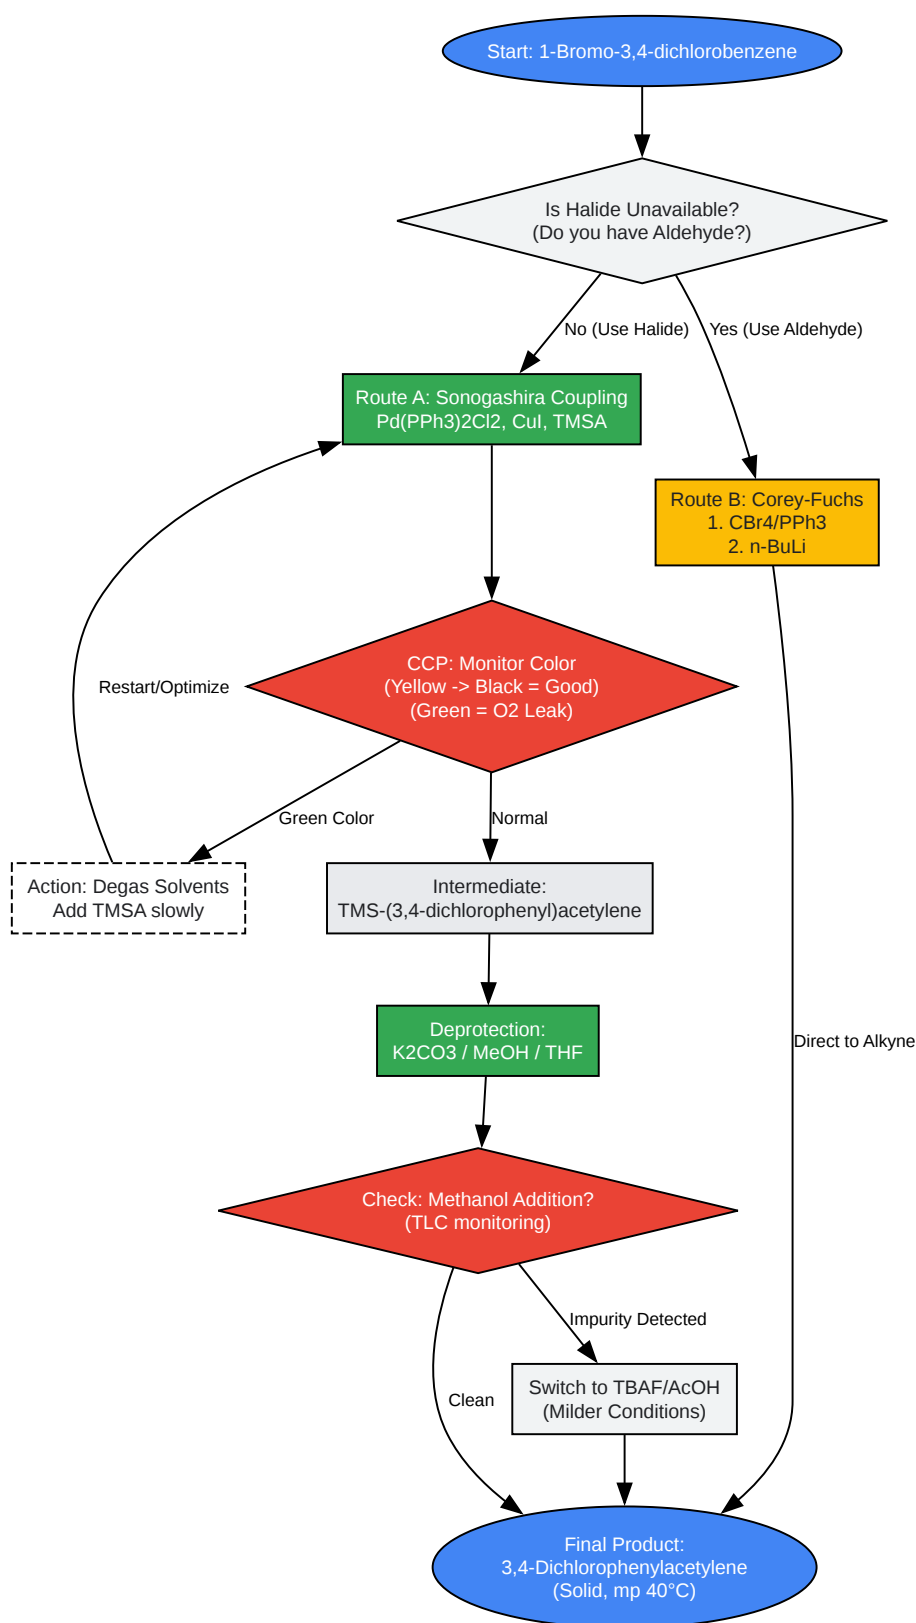 Start: 1-Bromo-3,4-dichlorobenzene
Is Halide Unavailable?
(Do you have Aldehyde?)
No (Use Halide)
Yes (Use Aldehyde)
Route A: Sonogashira Coupling
Pd(PPh3)2Cl2, CuI, TMSA
Route B: Corey-Fuchs
1. CBr4/PPh3
2. n-BuLi
CCP: Monitor Color
(Yellow -> Black = Good)
(Green = O2 Leak)
Restart/Optimize
Green Color
Normal
Action: Degas Solvents
Add TMSA slowly
Intermediate:
TMS-(3,4-dichlorophenyl)acetylene
Deprotection:
K2CO3 / MeOH / THF
Direct to Alkyne
Check: Methanol Addition?
(TLC monitoring)
Impurity Detected
Clean
Switch to TBAF/AcOH
(Milder Conditions)
Final Product:
3,4-Dichlorophenylacetylene
(Solid, mp 40°C)